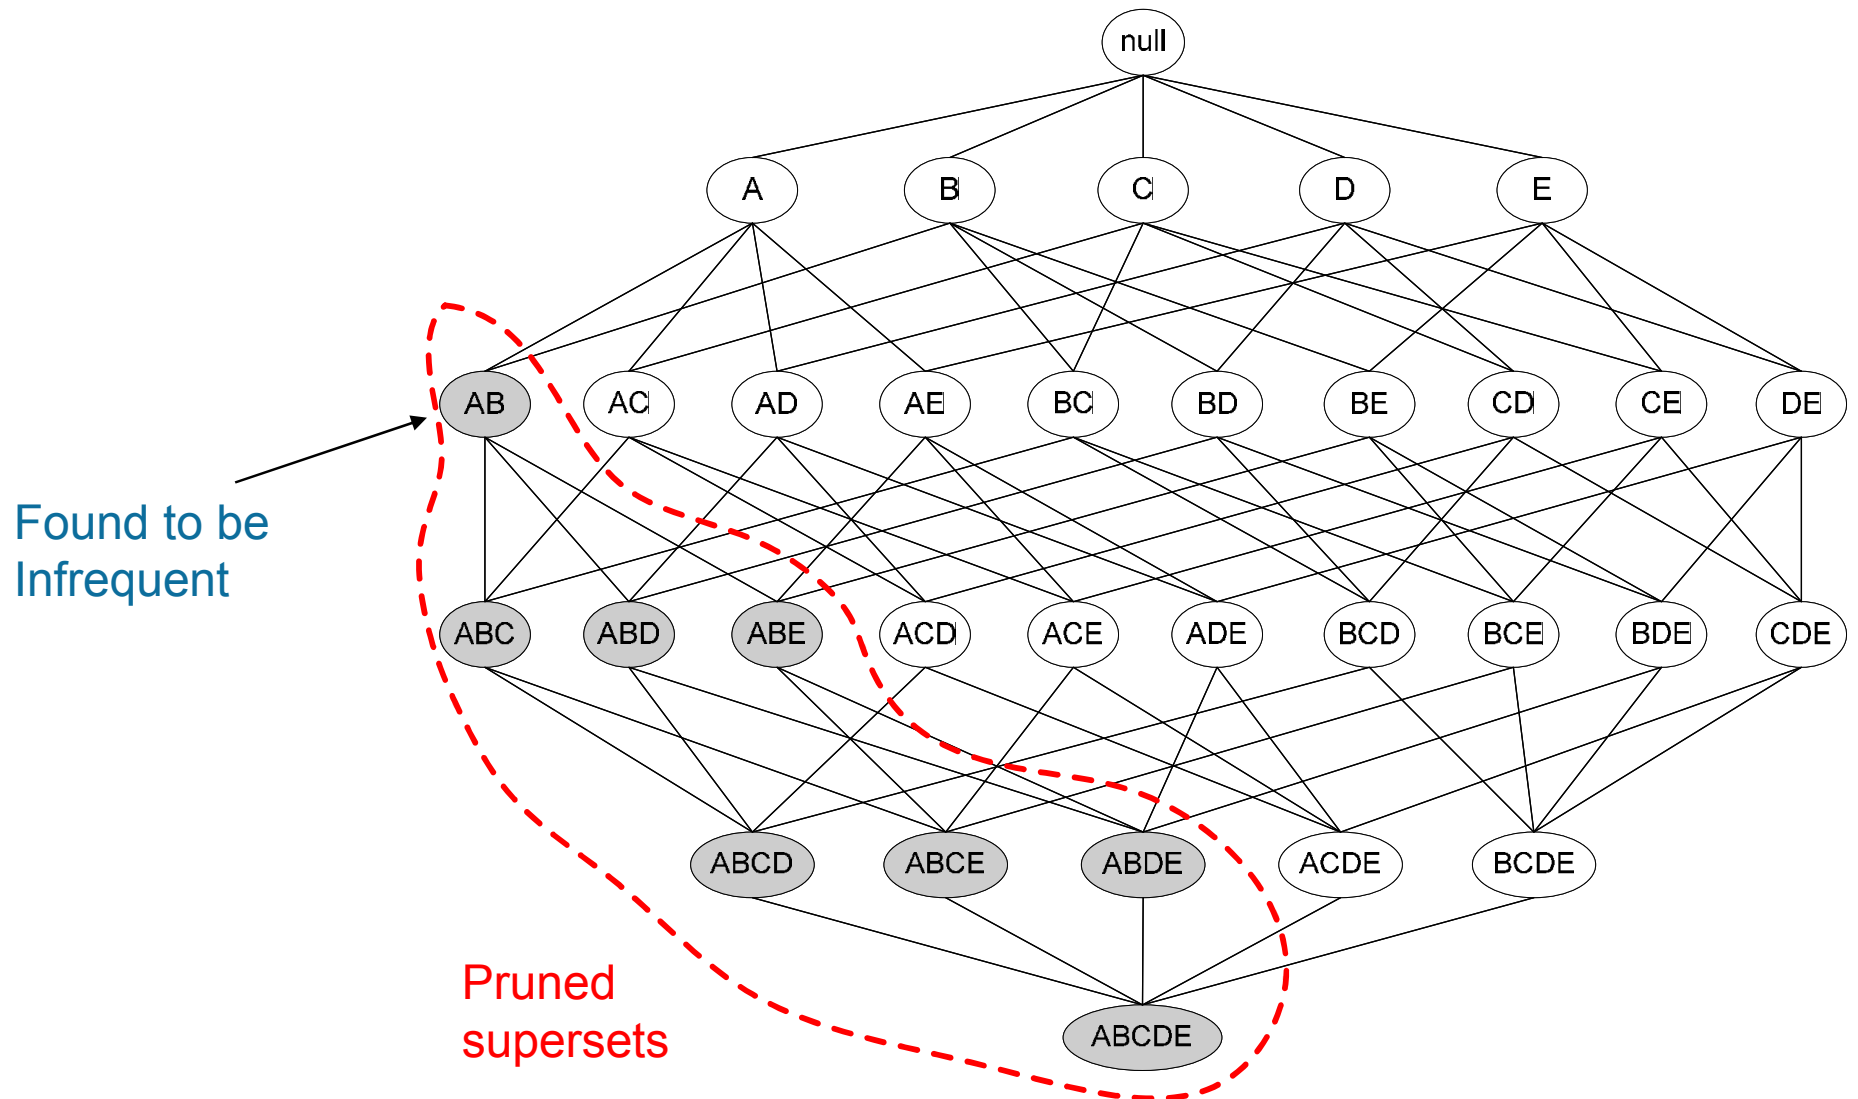 null
A B C D E
AB AC AD AE BC BD BE CD CE DE
Found to be
Infrequent
ABC ABD ABE ACD ACE ADE BCD BCE BDE CDE
ABCD ABCE ABDE ACDE BCDE
Pruned
supersets
ABCDE